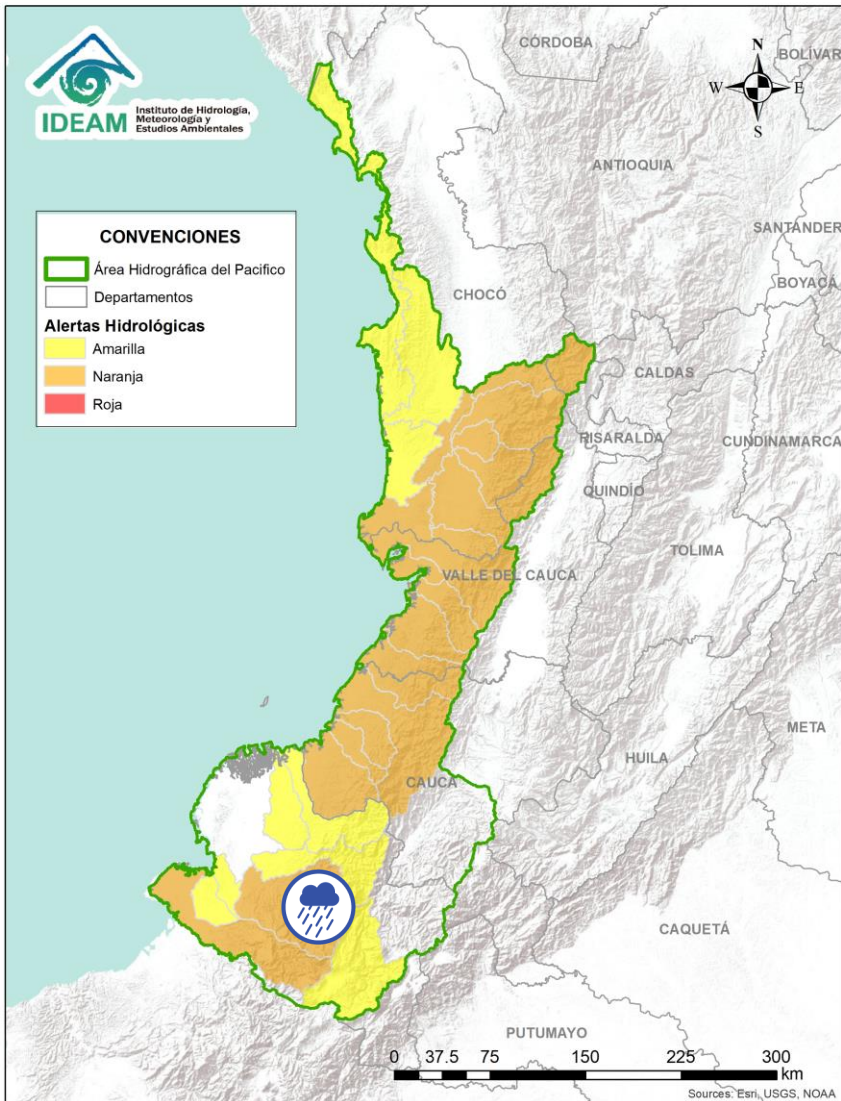 IDEAM
Instituto de Hidrología,
Meteorología y
Estudios Ambientales
CÓRDOBA
BOLÍVAR
N
W
E
S
ANTIOQUIA
SANTANDER
BOYACÁ
CONVENCIONES
Área Hidrográfica del Pacifico
Departamentos
Alertas Hidrológicas
Amarilla
Naranja
Roja
CHOCÓ
CALDAS
RISARALDA
CUNDINAMARCA
QUINDÍO
TOLIMA
VALLE DEL CAUCA
META
HUILA
CAUCA
CAQUETÁ
PUTUMAYO
0 37.5 75 150 225 300
km
Sources: Esri, USGS, NOAA